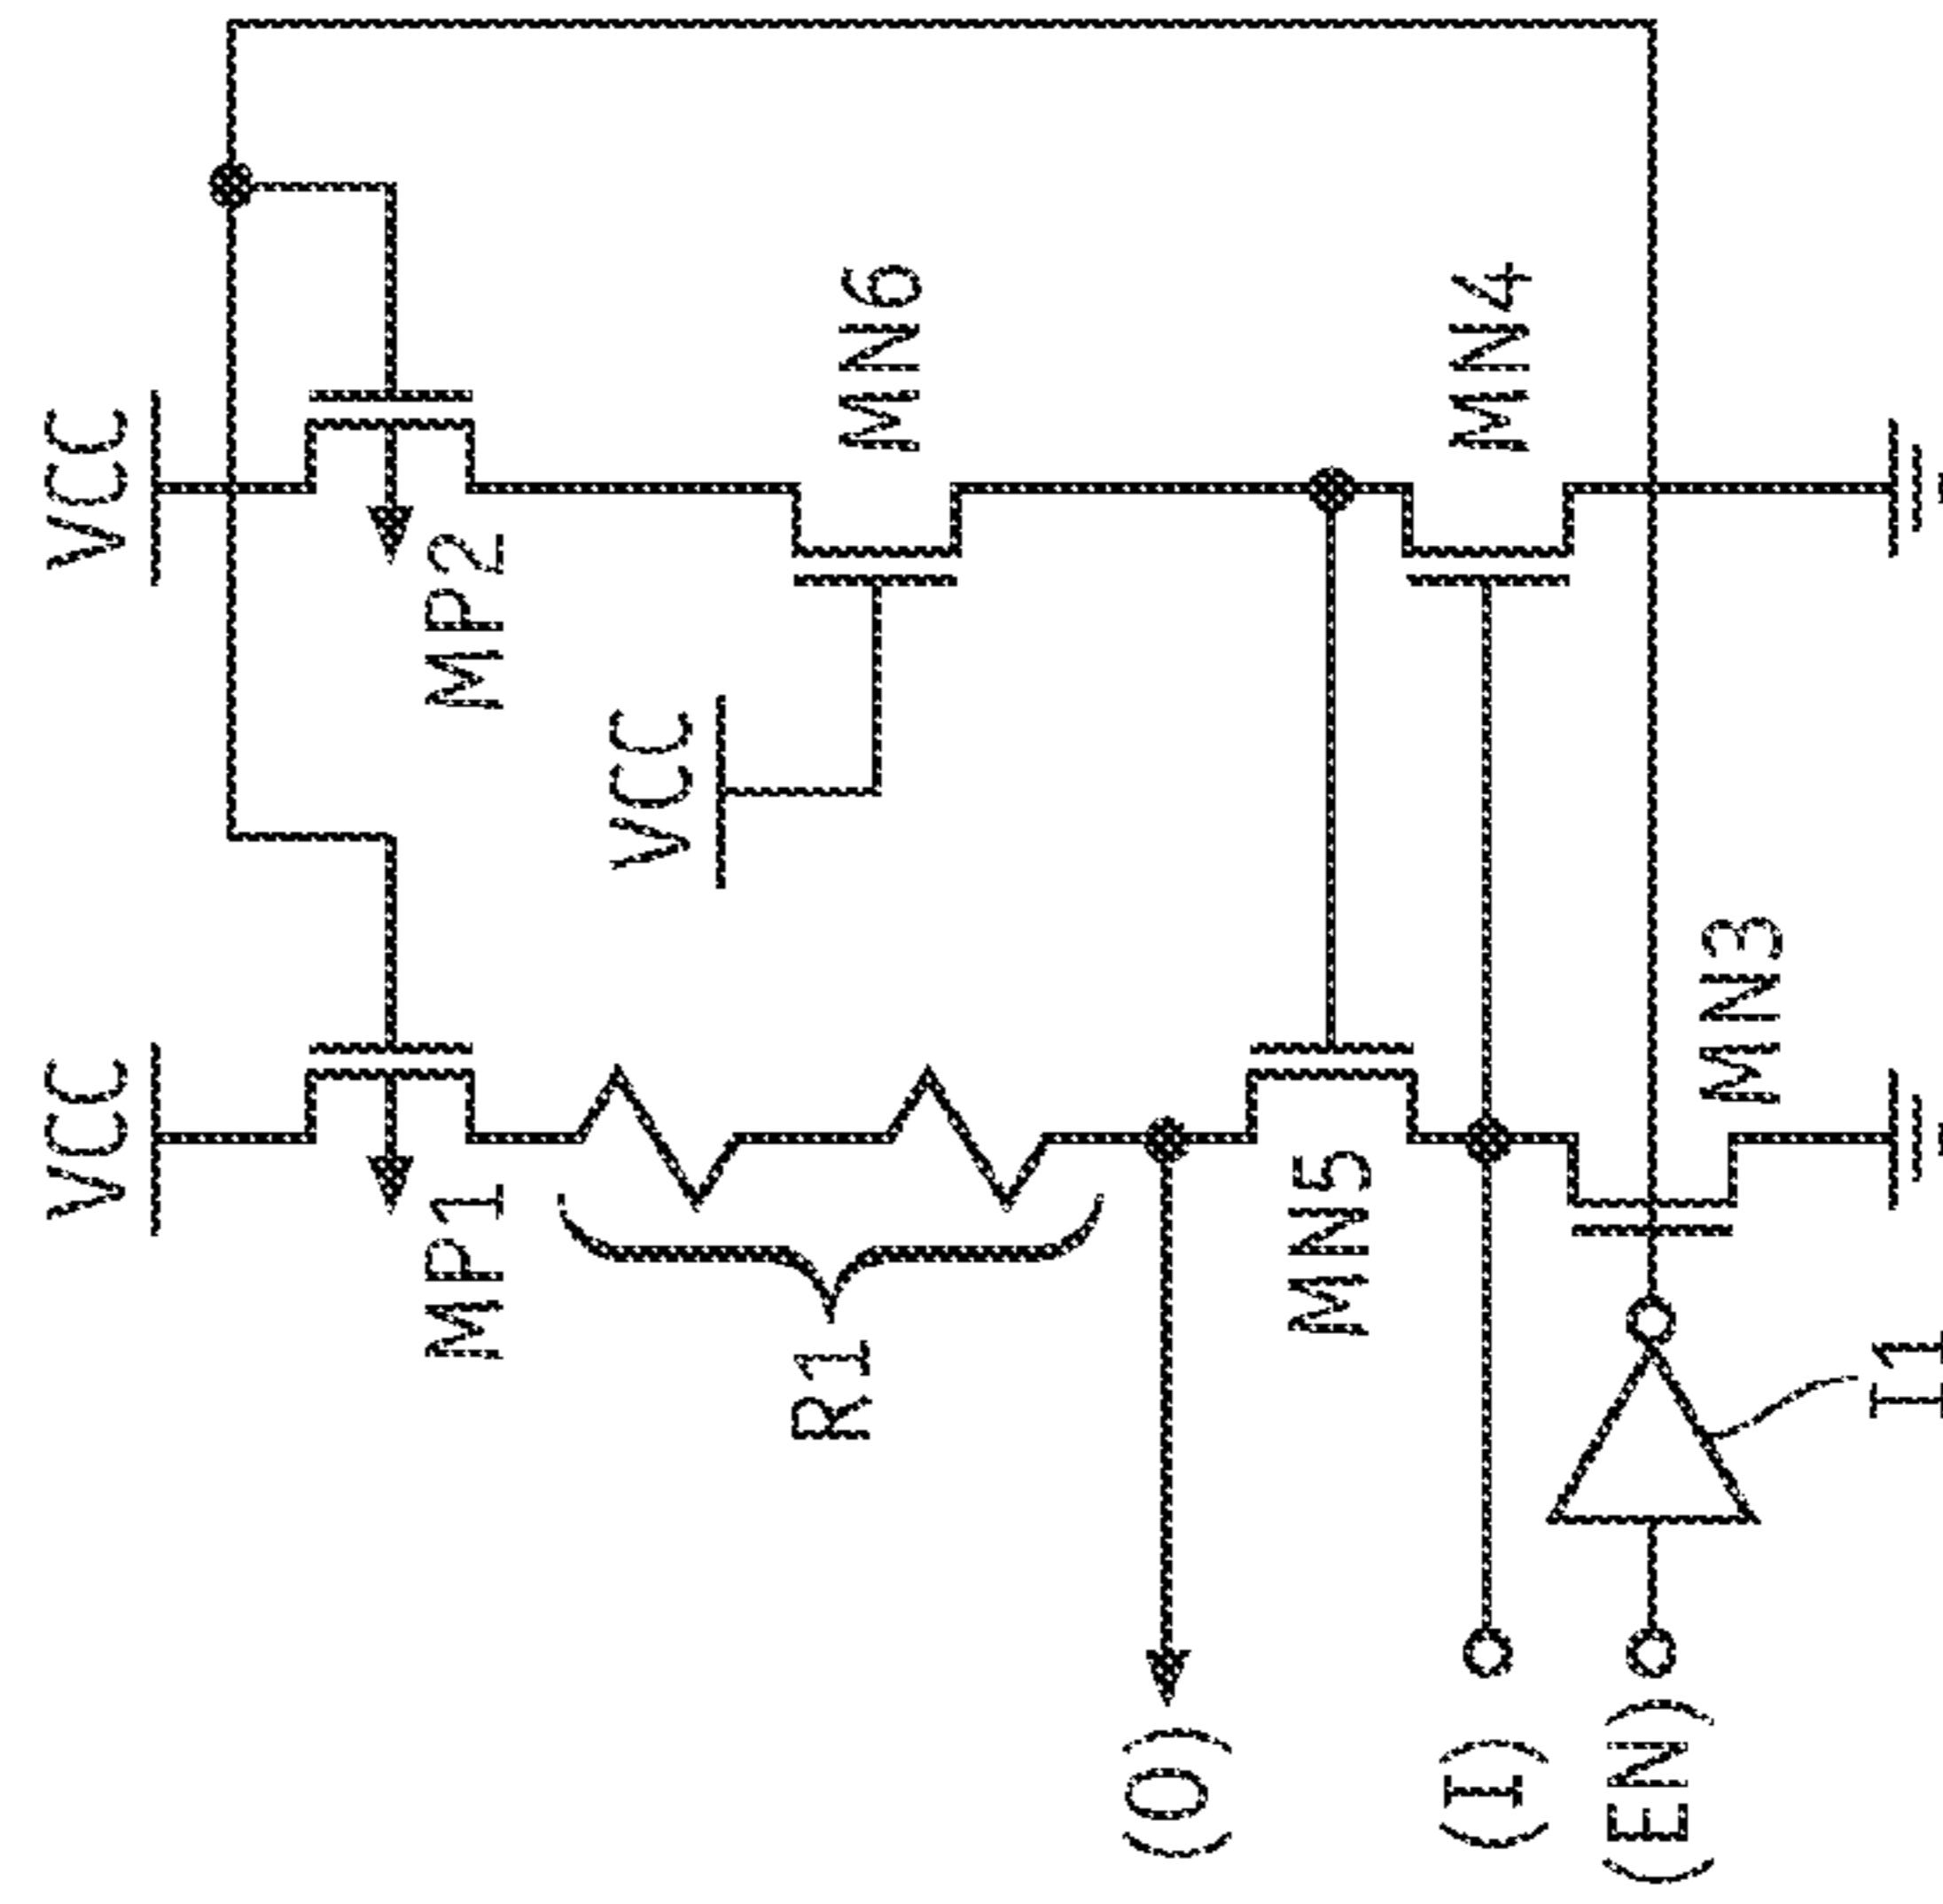 VCC
VCC
MP1
MP2
VCC
R1
MN6
(O)
MN5
MN4
(I)
(EN)
MN3
I1